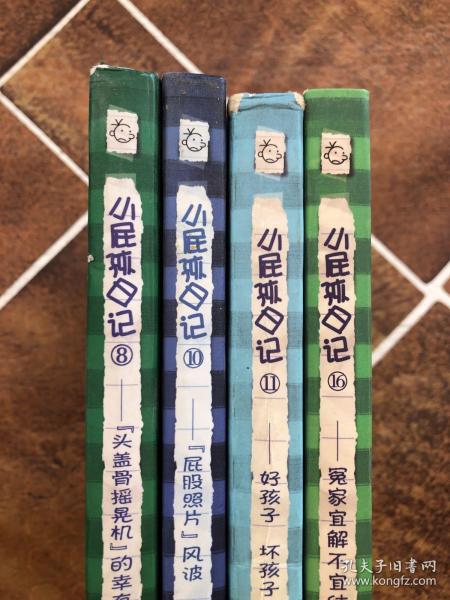 小屁孩日记
⑧
——『头盖骨摇晃机』的幸存
小屁孩日记
⑩
——『屁股照片』风波
小屁孩日记
⑪
——好孩子 坏孩子
小屁孩日记
⑯
——冤家宜解不宜结
孔夫子旧书网
www.kongfz.com